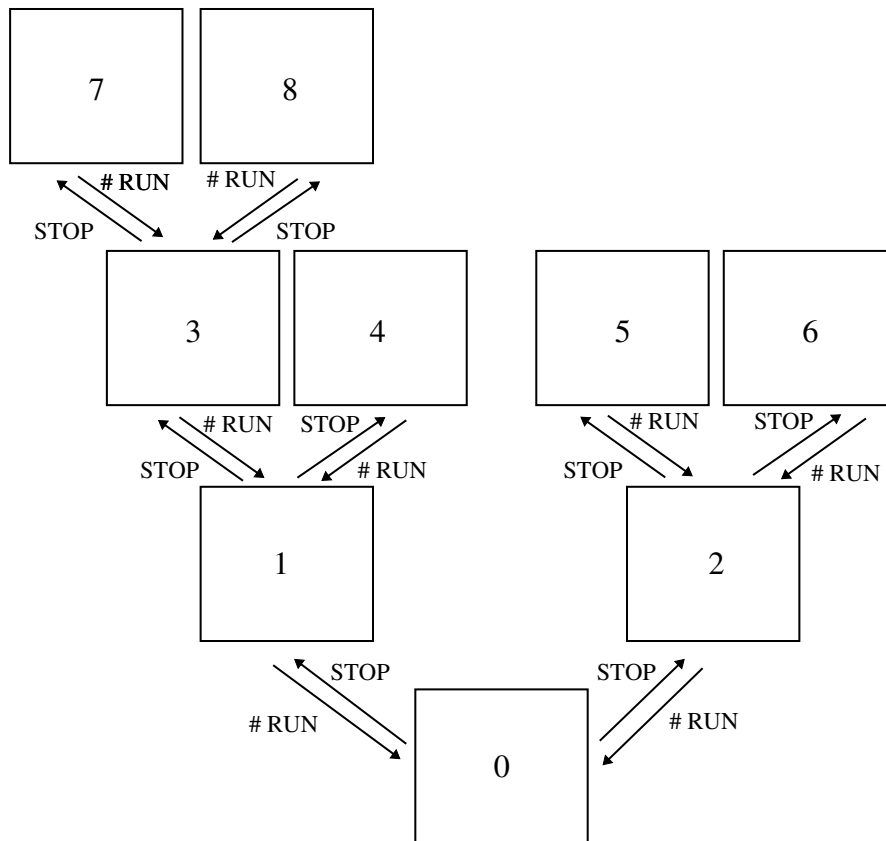 7 8
# RUN # RUN
STOP STOP
3 4 5 6
# RUN STOP # RUN STOP
STOP # RUN STOP # RUN
1 2
STOP STOP
# RUN # RUN
0